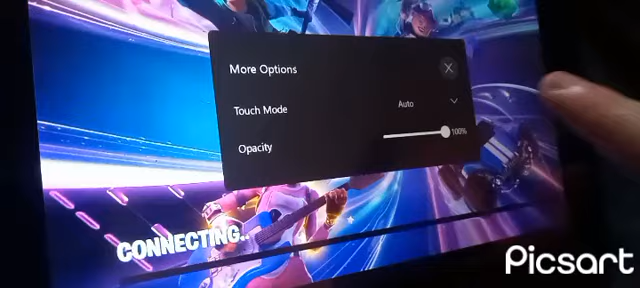 More Options
Touch Mode
Auto
Opacity
100%
CONNECTING..
Picsart